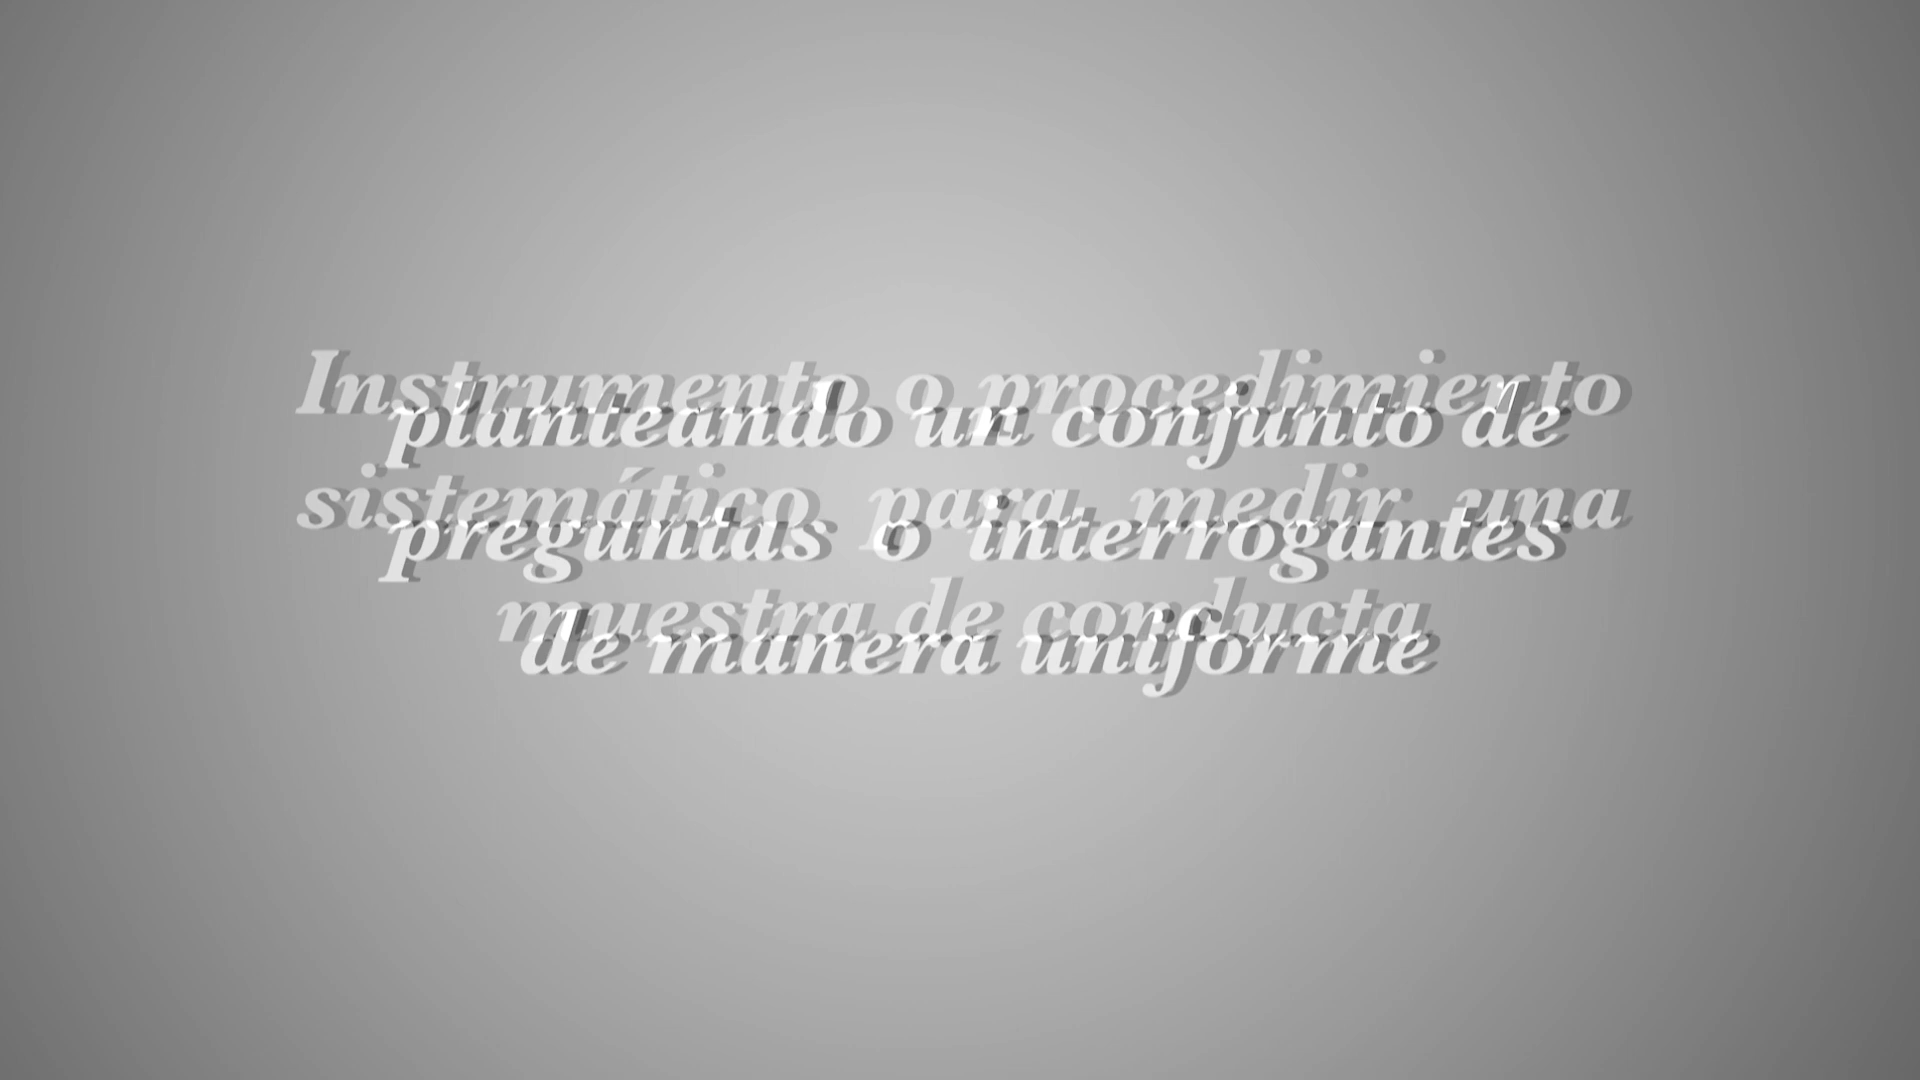 Instrumento o procedimiento
planteando un conjunto de
sistemático para medir una
preguntas o interrogantes
muestra de conducta
de manera uniforme